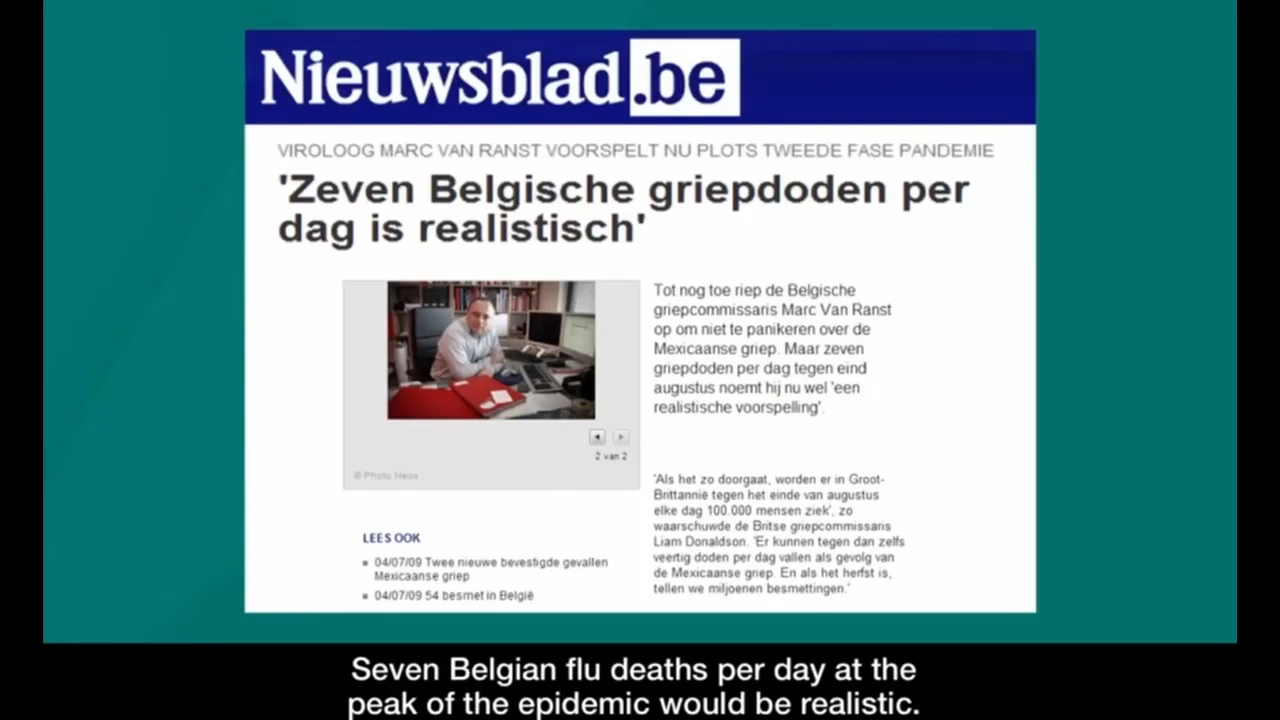 Nieuwsblad.be
VIROLOOG MARC VAN RANST VOORSPELT NU PLOTS TWEEDE FASE PANDEMIE
'Zeven Belgische griepdoden per
dag is realistisch'
Tot nog toe riep de Belgische
griepcommissaris Marc Van Ranst
op om niet te panikeren over de
Mexicaanse griep. Maar zeven
griepdoden per dag tegen eind
augustus noemt hij nu wel 'een
realistische voorspelling'.
2 van 2
© Photo News
'Als het zo doorgaat, worden er in Groot-
Brittannië tegen het einde van augustus
elke dag 100.000 mensen ziek', zo
waarschuwde de Britse griepcommissaris
Liam Donaldson. 'Er kunnen tegen dan zelfs
veertig doden per dag vallen als gevolg van
de Mexicaanse griep. En als het herfst is,
tellen we miljoenen besmettingen.'
LEES OOK
04/07/09 Twee nieuwe bevestigde gevallen
Mexicaanse griep
04/07/09 54 besmet in België
Seven Belgian flu deaths per day at the
peak of the epidemic would be realistic.